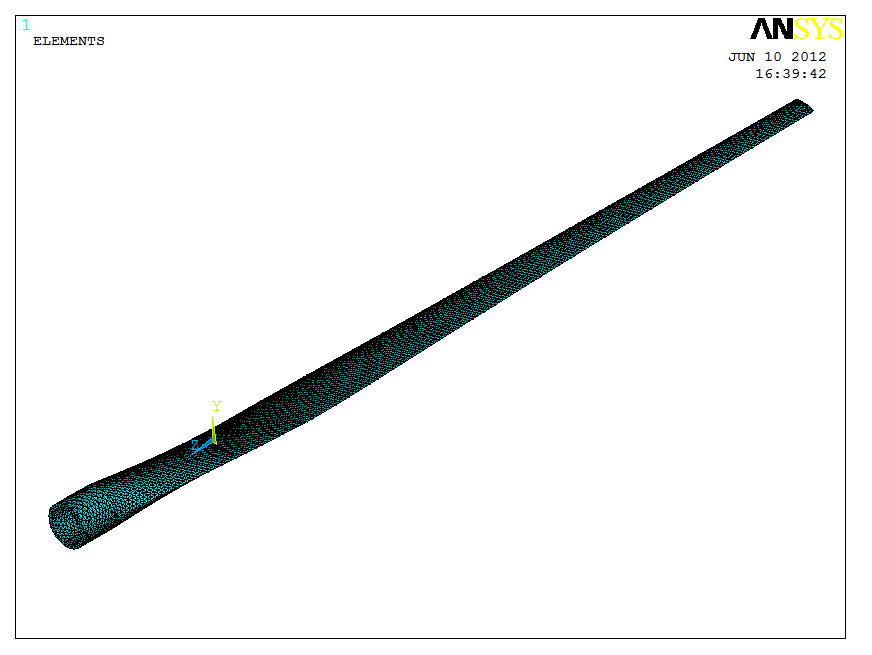 1
ELEMENTS
ANSYS
JUN 10 2012
16:39:42
Y
Z